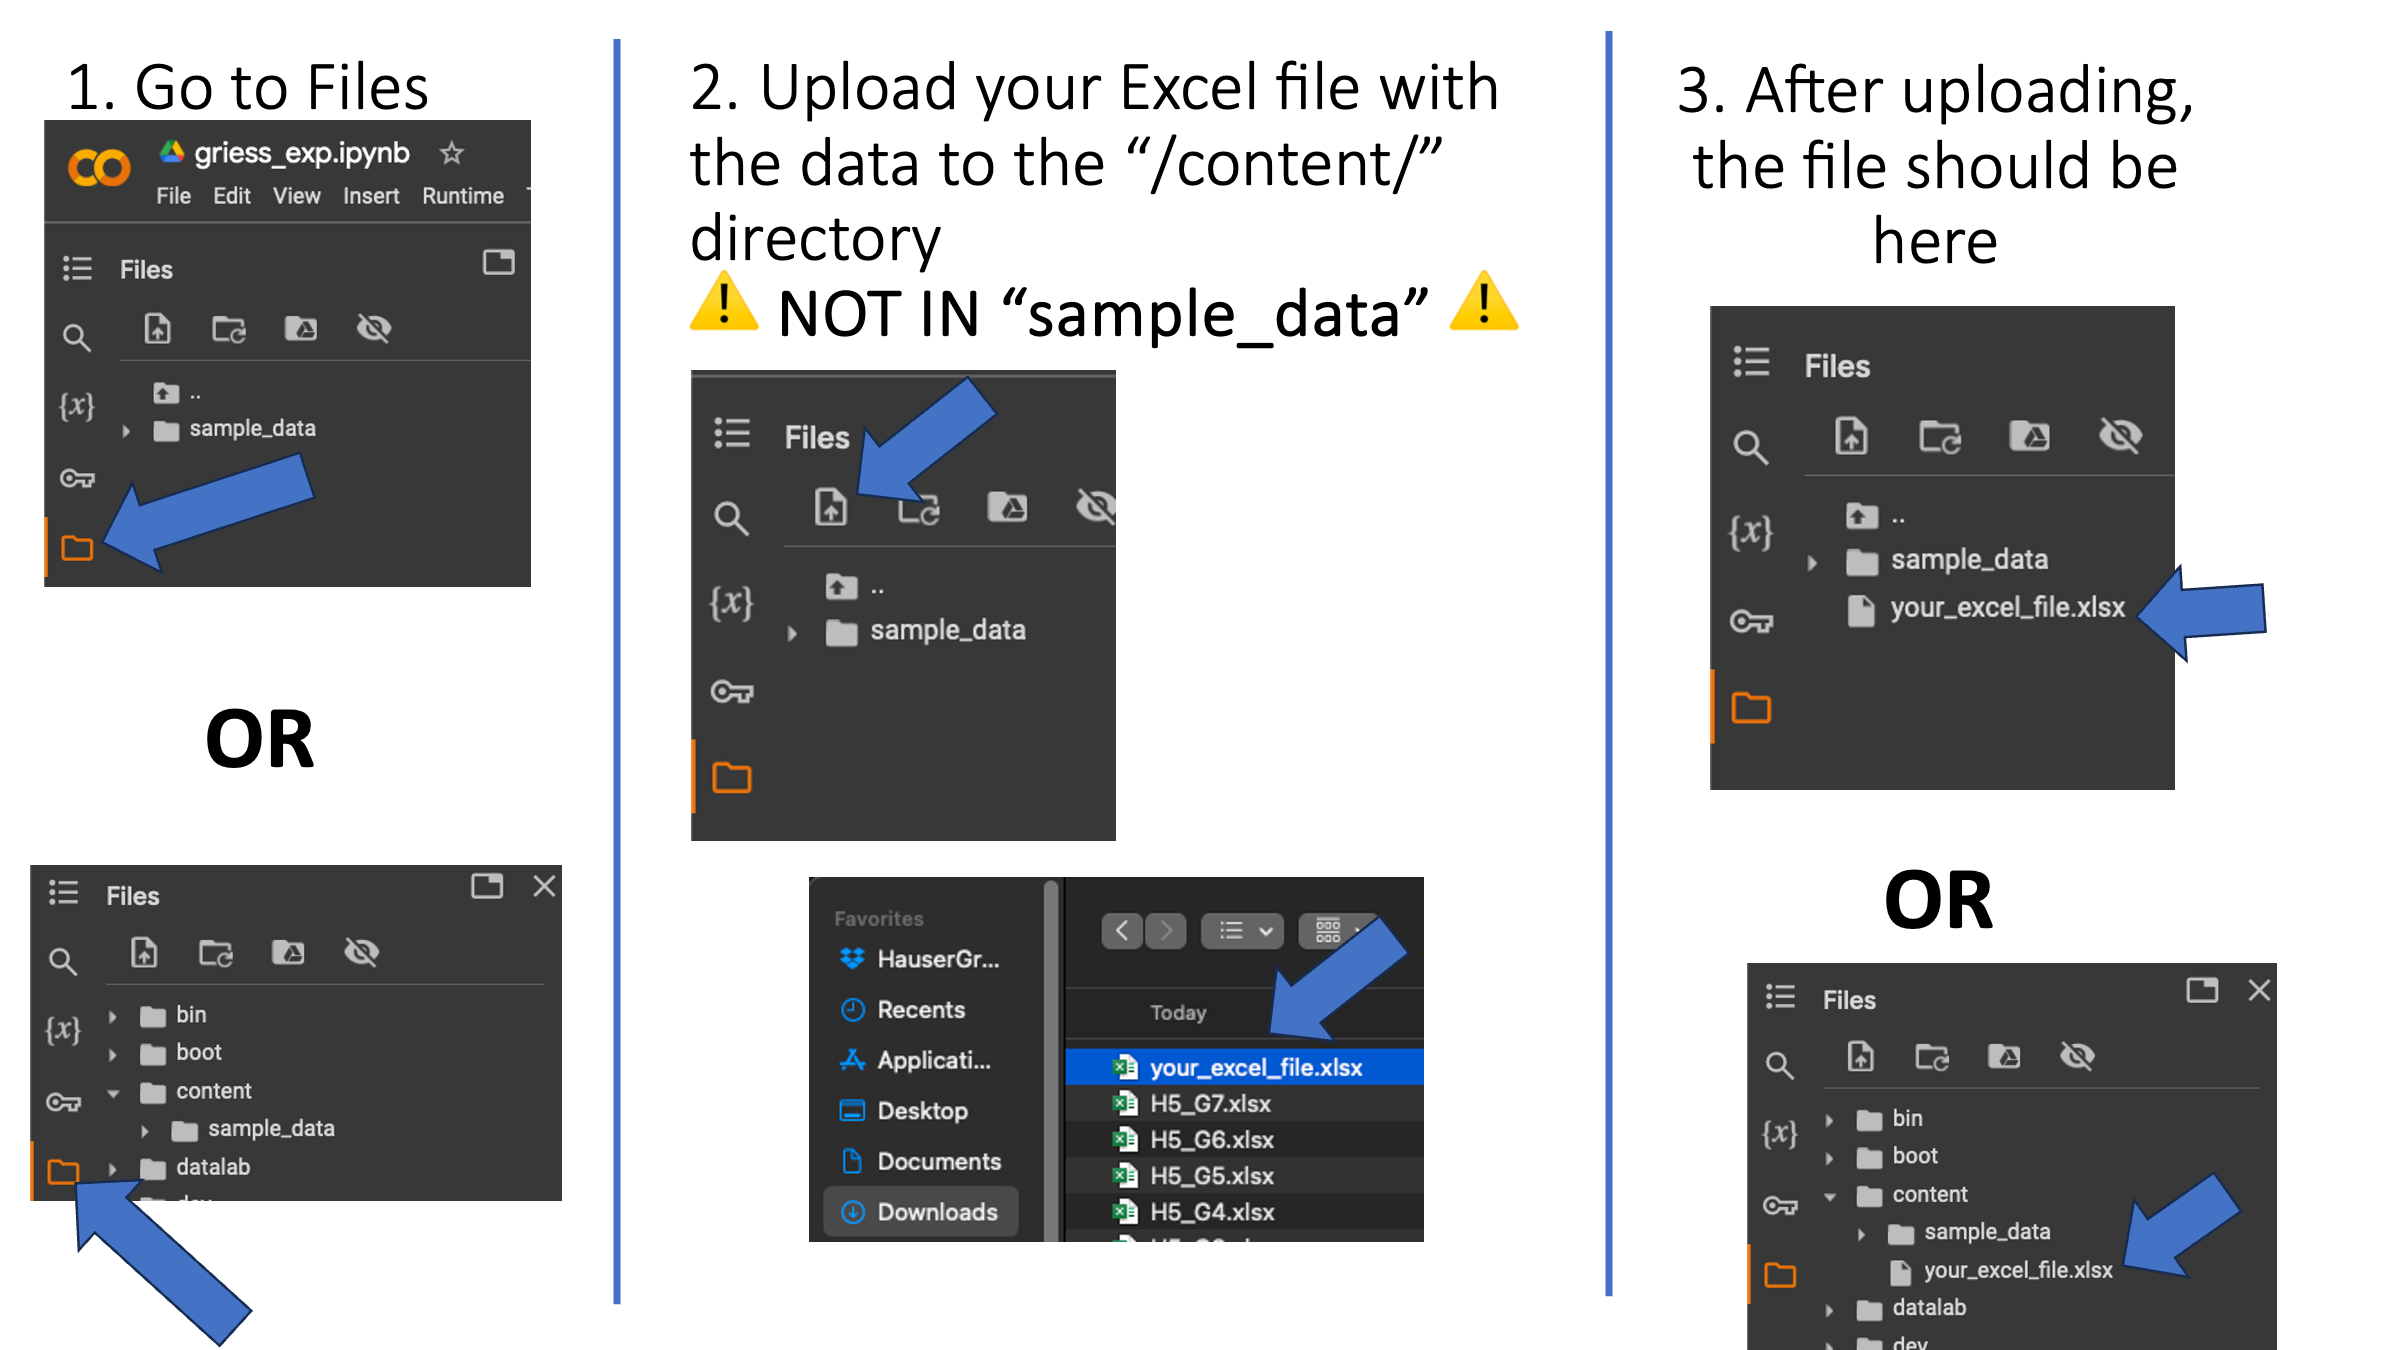 1. Go to Files
griess_exp.ipynb
File Edit View Insert Runtime
Files
..
{x}
sample_data
OR
Files
bin
{x}
boot
content
sample_data
datalab
2. Upload your Excel file with
the data to the “/content/”
directory
⚠️ NOT IN “sample_data” ⚠️
Files
..
{x}
sample_data
Favorites
HauserGr...
Recents
Applicati...
Desktop
Documents
Downloads
Today
your_excel_file.xlsx
H5_G7.xlsx
H5_G6.xlsx
H5_G5.xlsx
H5_G4.xlsx
3. After uploading,
the file should be
here
Files
..
{x}
sample_data
your_excel_file.xlsx
OR
Files
bin
{x}
boot
content
sample_data
your_excel_file.xlsx
datalab
dev